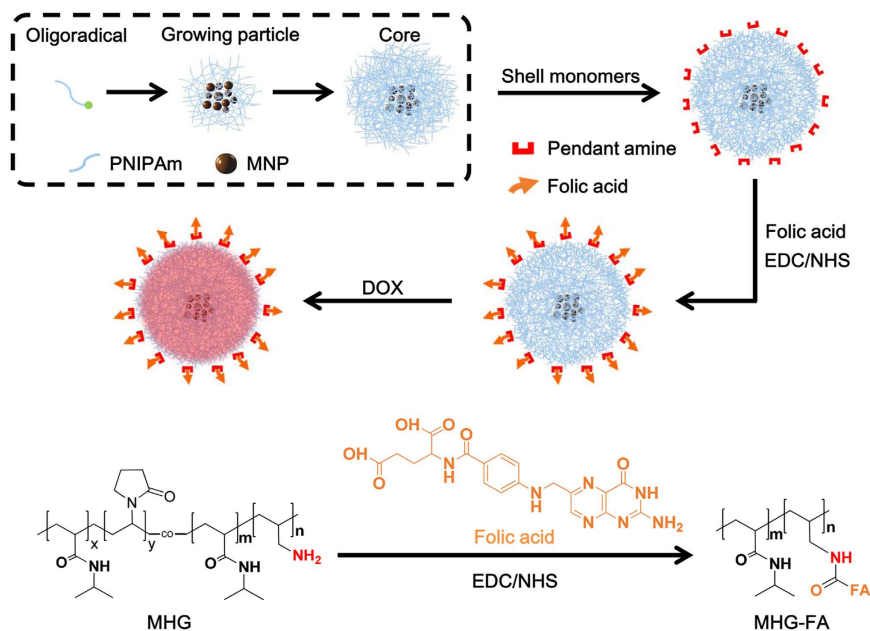 Oligoradical
Growing particle
Core
Shell monomers
PNIPAm
MNP
Pendant amine
Folic acid
Folic acid
EDC/NHS
DOX
OH
O
O
OH
O
N
H
N
H
N
N
O
NH
N
NH₂
Folic acid
N
O
x
y
co
m
n
O
NH
O
NH
NH₂
EDC/NHS
m
n
O
NH
NH
O
FA
MHG
MHG-FA